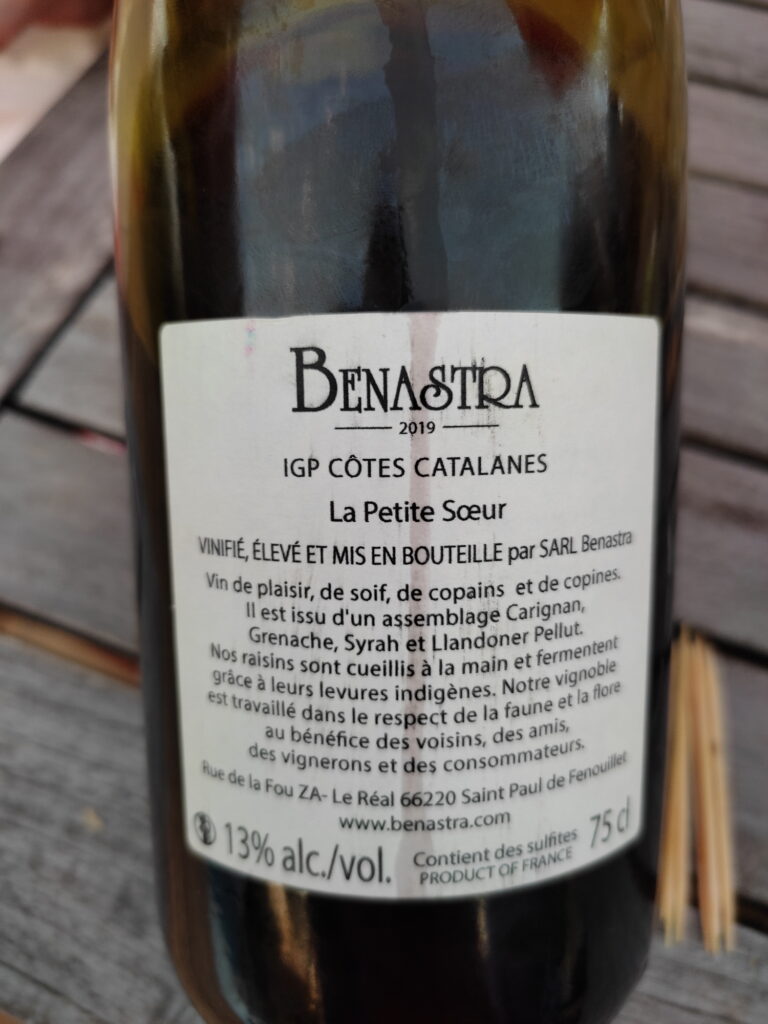 BENASTRA
2019
IGP CÔTES CATALANES
La Petite Sœur
VINIFIÉ, ÉLEVÉ ET MIS EN BOUTEILLE par SARL Benastra
Vin de plaisir, de soif, de copains et de copines.
Il est issu d'un assemblage Carignan,
Grenache, Syrah et Llandoner Pellut.
Nos raisins sont cueillis à la main et fermentent
grâce à leurs levures indigènes. Notre vignoble
est travaillé dans le respect de la faune et la flore
au bénéfice des voisins, des amis,
des vignerons et des consommateurs.
Rue de la Fou ZA- Le Réal 66220 Saint Paul de Fenouillet
www.benastra.com
13% alc./vol.
Contient des sulfites
PRODUCT OF FRANCE
75 cl